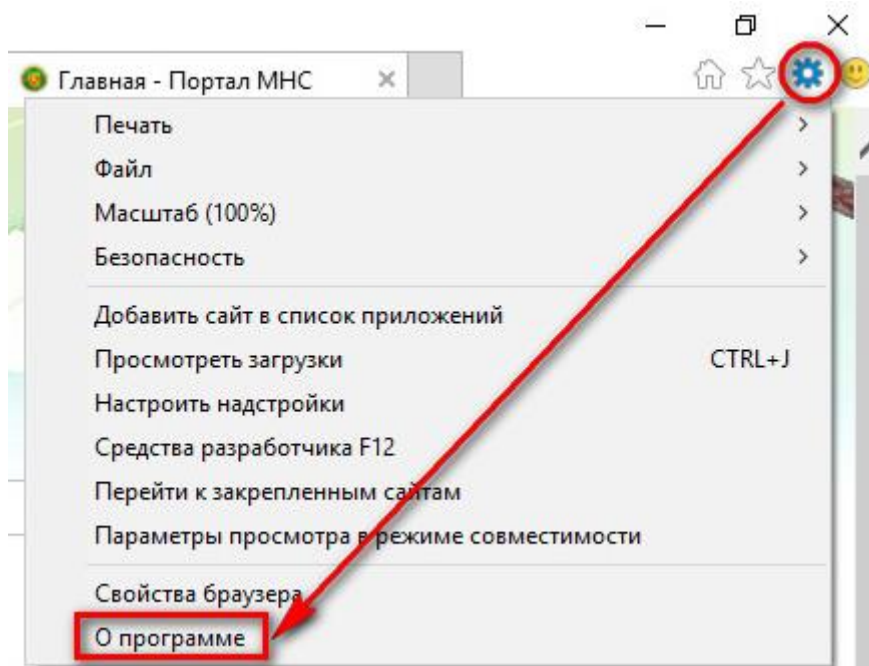 Главная - Портал МНС
Печать
Файл
Масштаб (100%)
Безопасность
Добавить сайт в список приложений
Просмотреть загрузки CTRL+J
Настроить надстройки
Средства разработчика F12
Перейти к закрепленным сайтам
Параметры просмотра в режиме совместимости
Свойства браузера
О программе